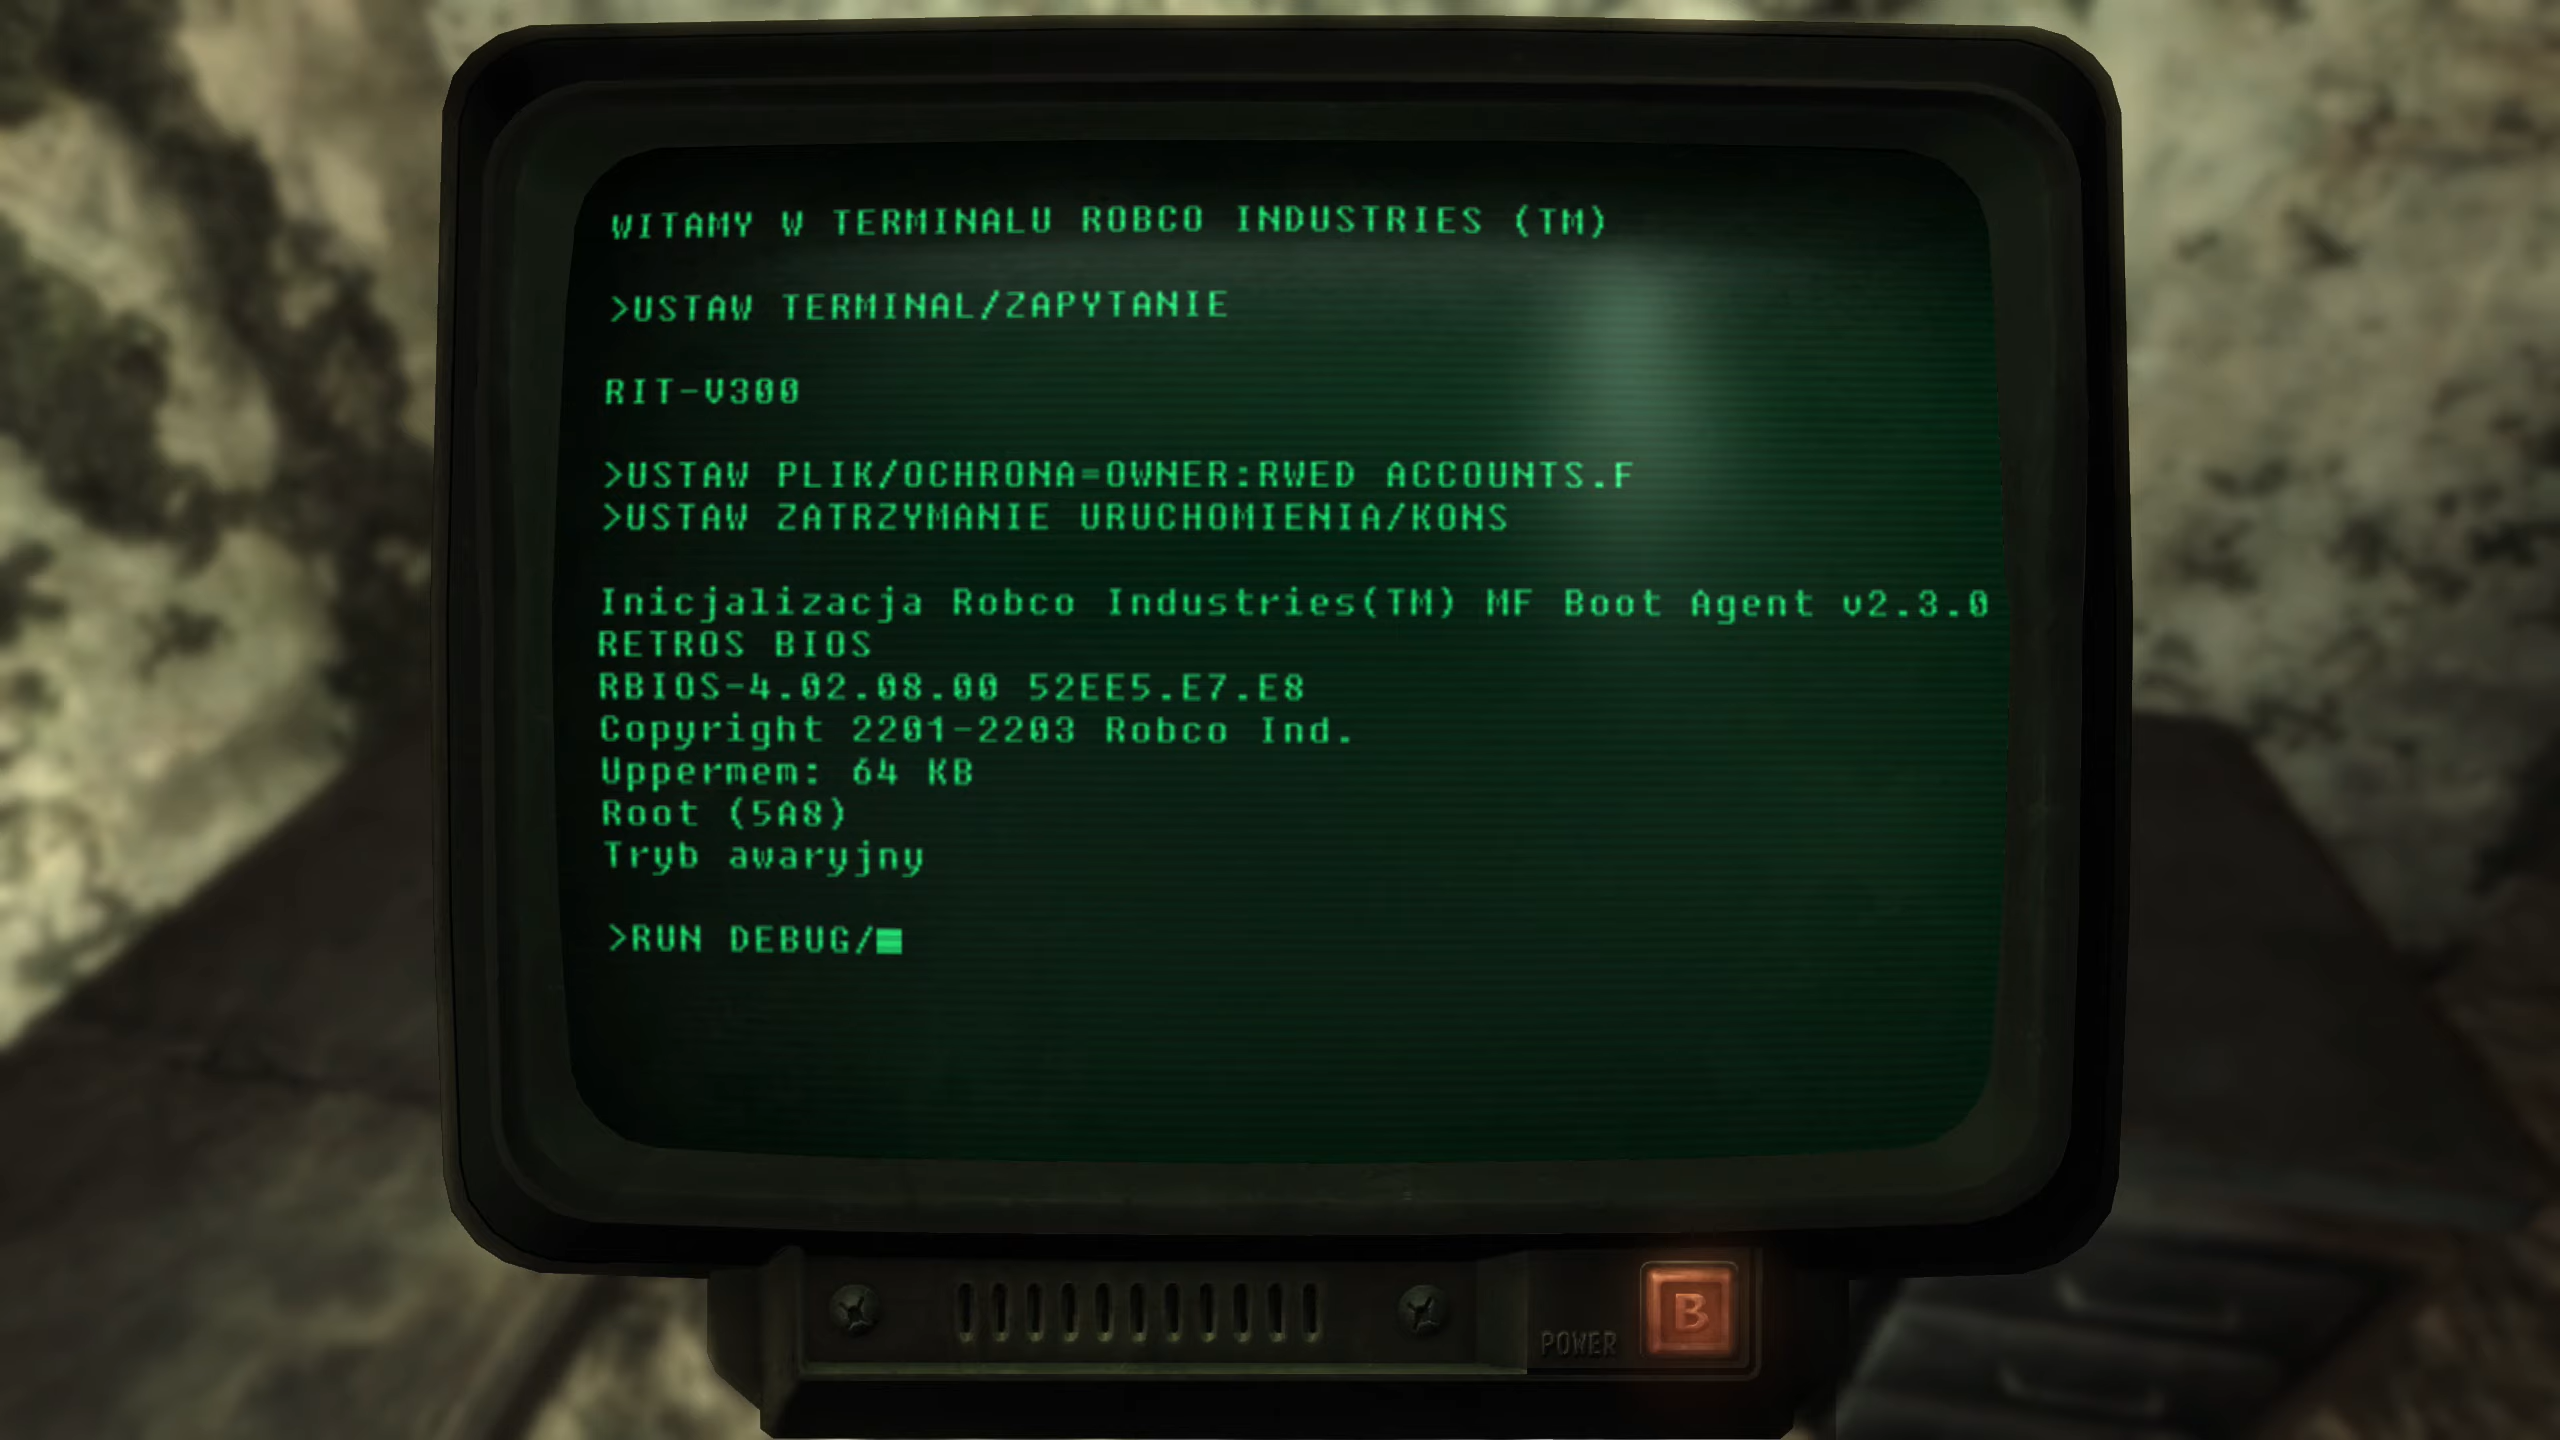 WITAMY W TERMINALU ROBCO INDUSTRIES (TM)
>USTAW TERMINAL/ZAPYTANIE
RIT-V300
>USTAW PLIK/OCHRONA=OWNER:RWED ACCOUNTS.F
>USTAW ZATRZYMANIE URUCHOMIENIA/KONS
Inicjalizacja Robco Industries(TM) MF Boot Agent v2.3.0
RETROS BIOS
RBIOS-4.02.08.00 52EE5.E7.E8
Copyright 2201-2203 Robco Ind.
Uppermem: 64 KB
Root (5A8)
Tryb awaryjny
>RUN DEBUG/
POWER
B